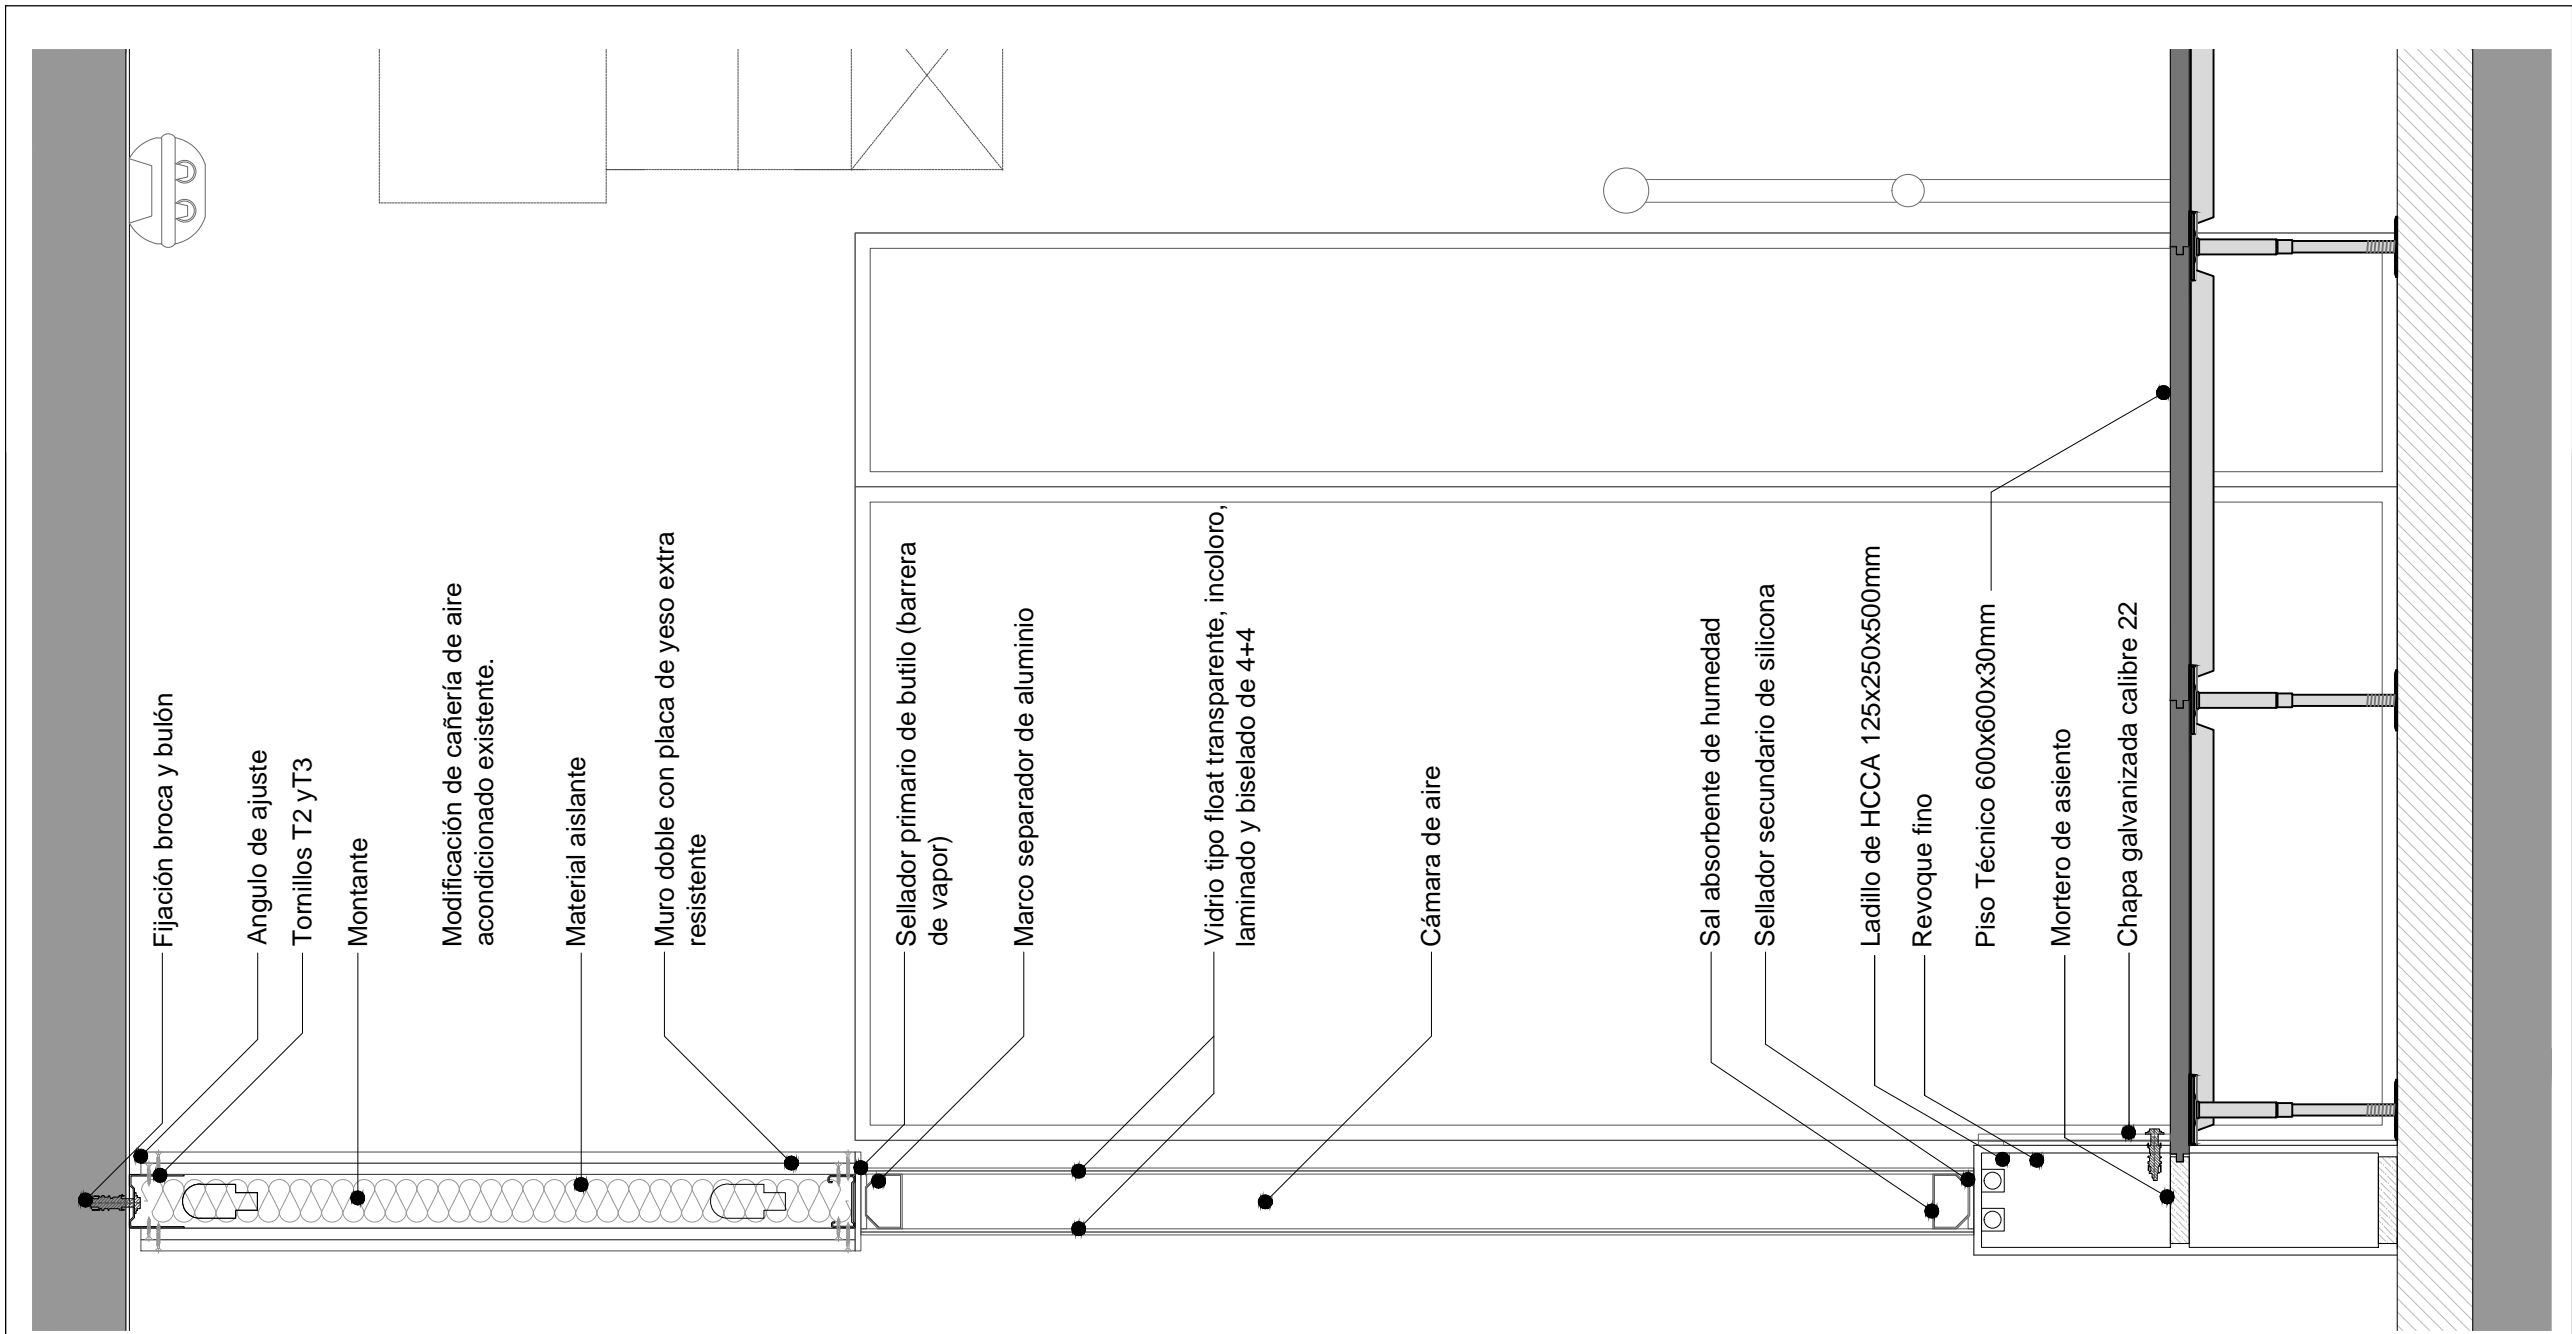 Fijación broca y bulón
Angulo de ajuste
Tornillos T2 yT3
Montante
Modificación de cañería de aire
acondicionado existente.
Material aislante
Muro doble con placa de yeso extra
resistente
Sellador primario de butilo (barrera
de vapor)
Marco separador de aluminio
Vidrio tipo float transparente, incoloro,
laminado y biselado de 4+4
Cámara de aire
Sal absorbente de humedad
Sellador secundario de silicona
Ladillo de HCCA 125x250x500mm
Revoque fino
Piso Técnico 600x600x30mm
Mortero de asiento
Chapa galvanizada calibre 22